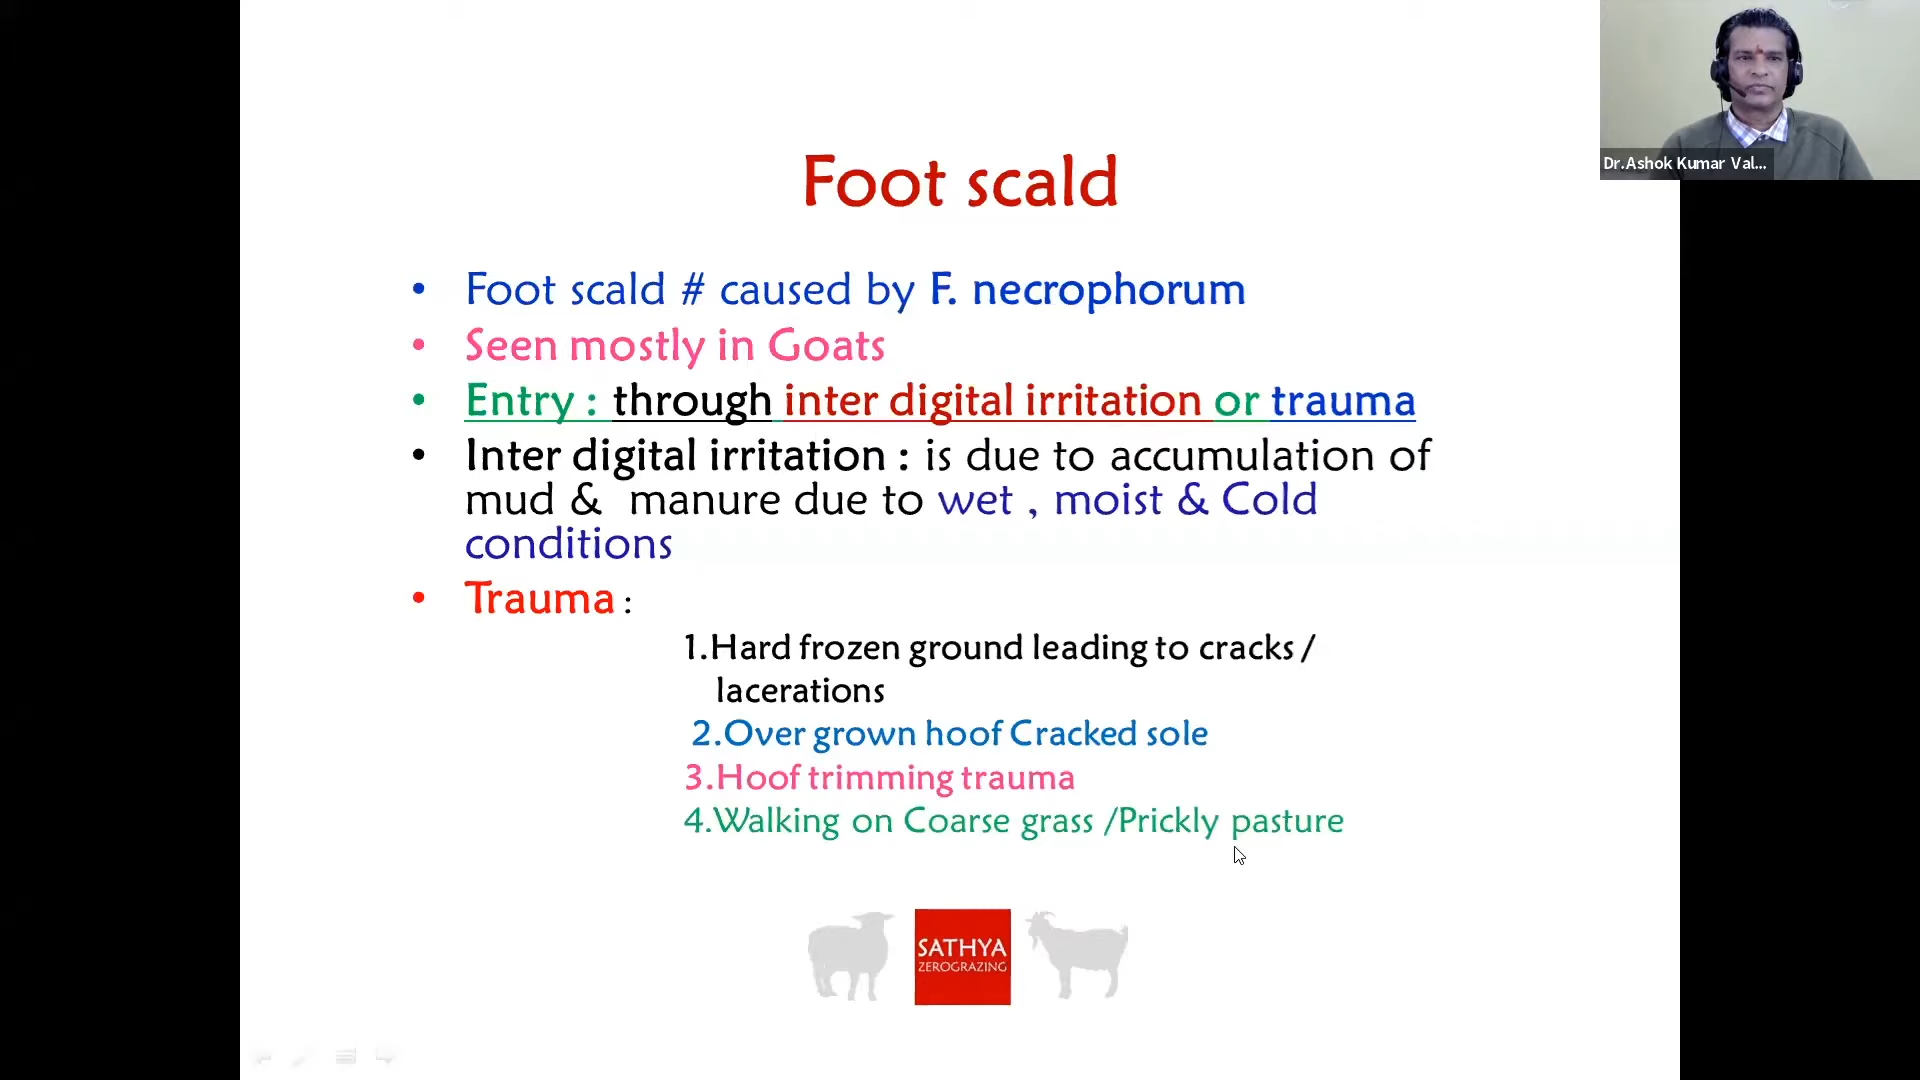 Foot scald
• Foot scald # caused by F. necrophorum
• Seen mostly in Goats
• Entry : through inter digital irritation or trauma
• Inter digital irritation : is due to accumulation of
mud & manure due to wet , moist & Cold
conditions
• Trauma :
1.Hard frozen ground leading to cracks /
lacerations
2.Over grown hoof Cracked sole
3.Hoof trimming trauma
4.Walking on Coarse grass /Prickly pasture
SATHYA
ZEROGRAZING
Dr.Ashok Kumar Val...